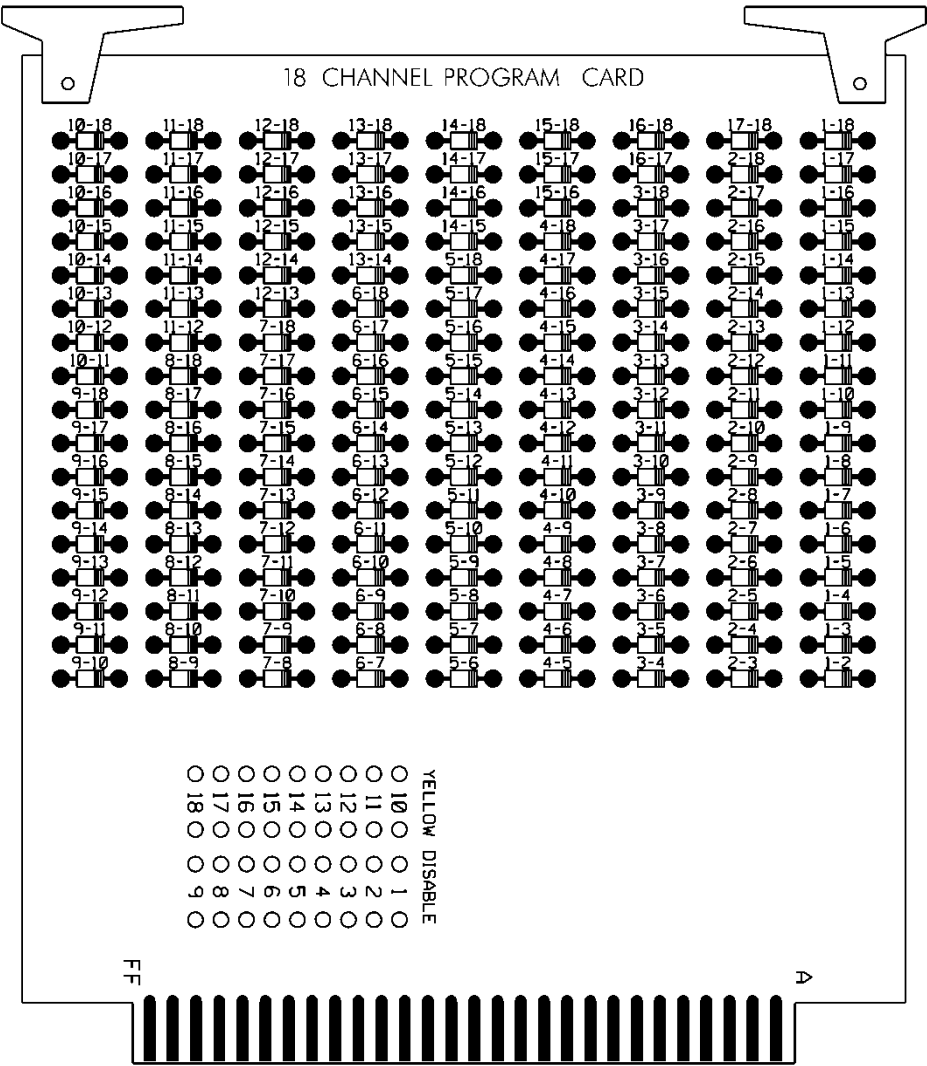 18 CHANNEL PROGRAM CARD
10-18 11-18 12-18 13-18 14-18 15-18 16-18 17-18 1-18
10-17 11-17 12-17 13-17 14-17 15-17 16-17 2-18 1-17
10-16 11-16 12-16 13-16 14-16 15-16 3-18 2-17 1-16
10-15 11-15 12-15 13-15 14-15 4-18 3-17 2-16 1-15
10-14 11-14 12-14 13-14 5-18 4-17 3-16 2-15 1-14
10-13 11-13 12-13 6-18 5-17 4-16 3-15 2-14 1-13
10-12 11-12 7-18 6-17 5-16 4-15 3-14 2-13 1-12
10-11 8-18 7-17 6-16 5-15 4-14 3-13 2-12 1-11
9-18 8-17 7-16 6-15 5-14 4-13 3-12 2-11 1-10
9-17 8-16 7-15 6-14 5-13 4-12 3-11 2-10 1-9
9-16 8-15 7-14 6-13 5-12 4-11 3-10 2-9 1-8
9-15 8-14 7-13 6-12 5-11 4-10 3-9 2-8 1-7
9-14 8-13 7-12 6-11 5-10 4-9 3-8 2-7 1-6
9-13 8-12 7-11 6-10 5-9 4-8 3-7 2-6 1-5
9-12 8-11 7-10 6-9 5-8 4-7 3-6 2-5 1-4
9-11 8-10 7-9 6-8 5-7 4-6 3-5 2-4 1-3
9-10 8-9 7-8 6-7 5-6 4-5 3-4 2-3 1-2
YELLOW DISABLE
10 1
11 2
12 3
13 4
14 5
15 6
16 7
17 8
18 9
FF
A